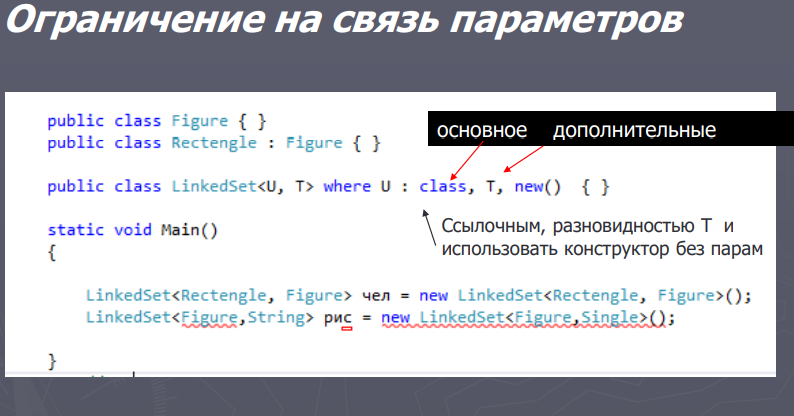 Ограничение на связь параметров
public class Figure { }
public class Rectengle : Figure { }
основное дополнительные
public class LinkedSet<U, T> where U : class, T, new() { }
Ссылочным, разновидностью Т и
использовать конструктор без парам
static void Main()
{
LinkedSet<Rectengle, Figure> чел = new LinkedSet<Rectengle, Figure>();
LinkedSet<Figure,String> рис = new LinkedSet<Figure,Single>();
}